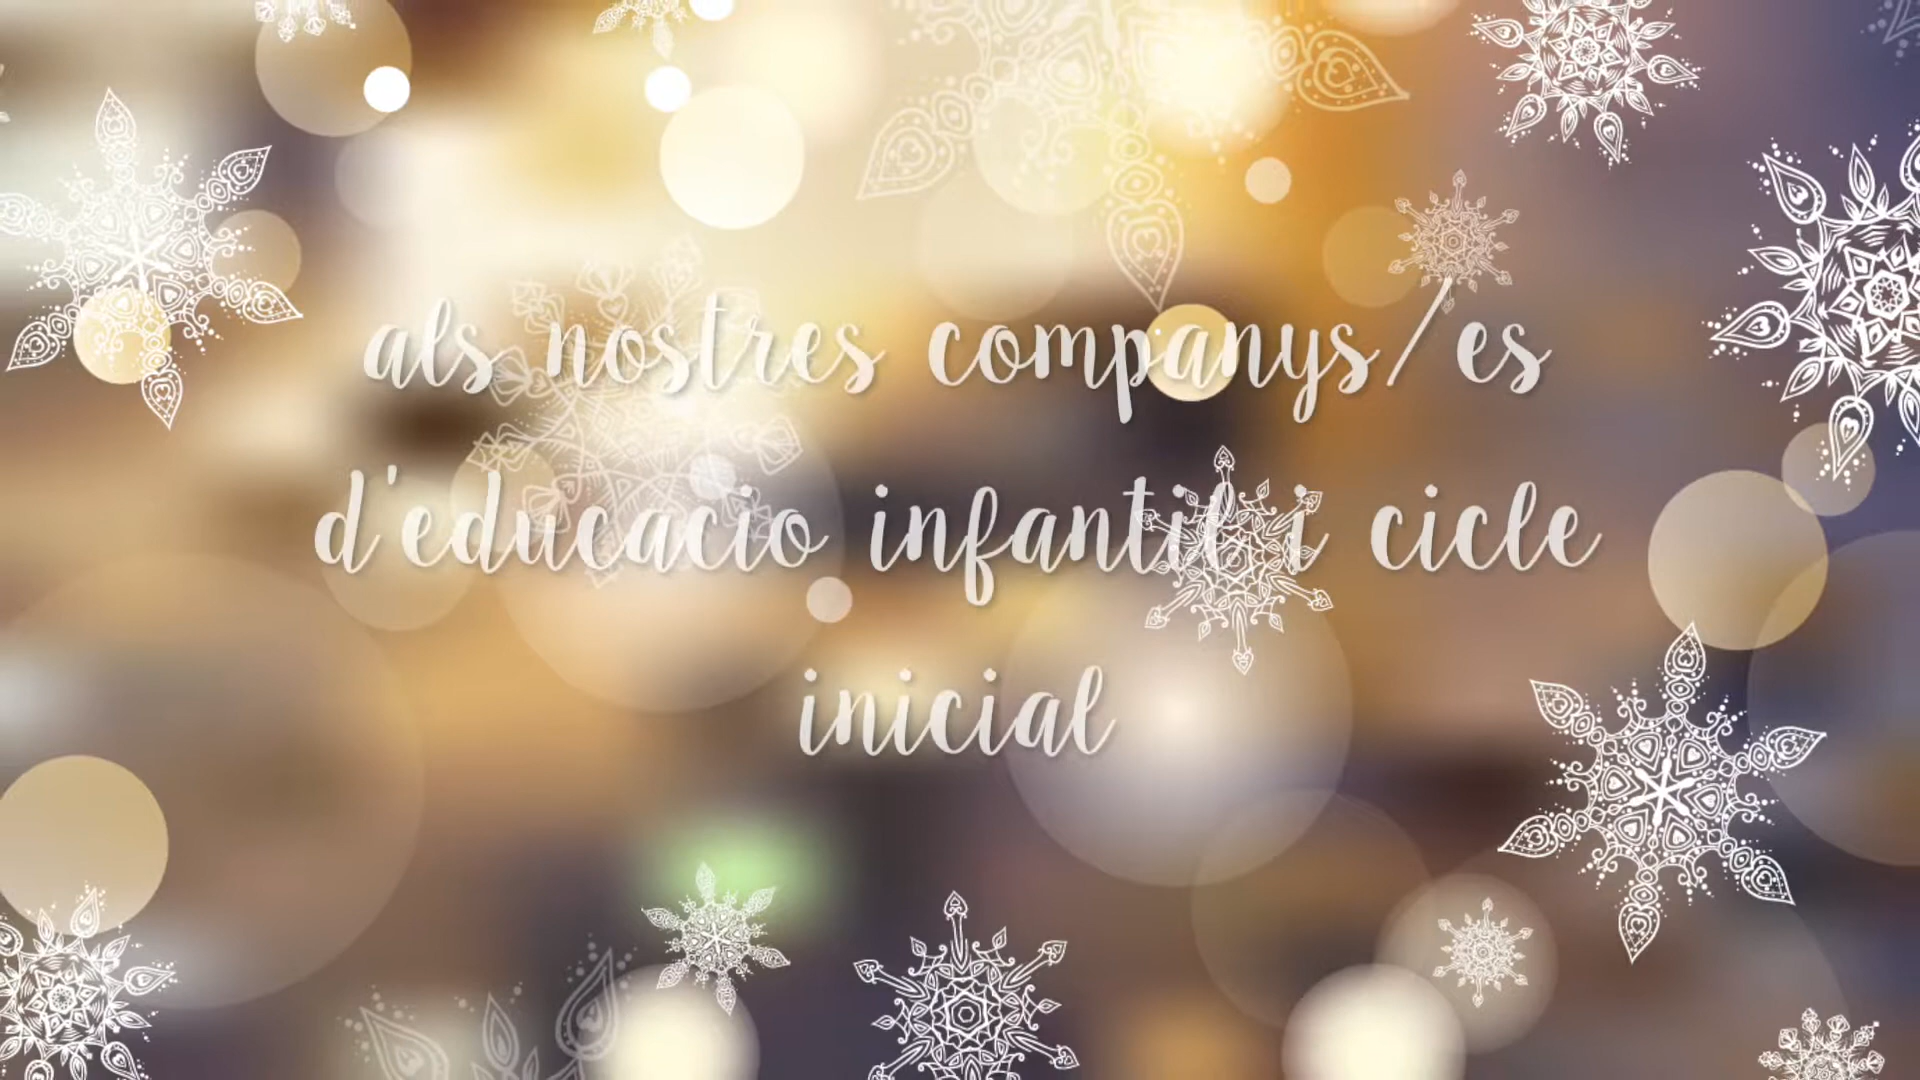 als nostres companys/es
d'educacio infantil i cicle
inicial